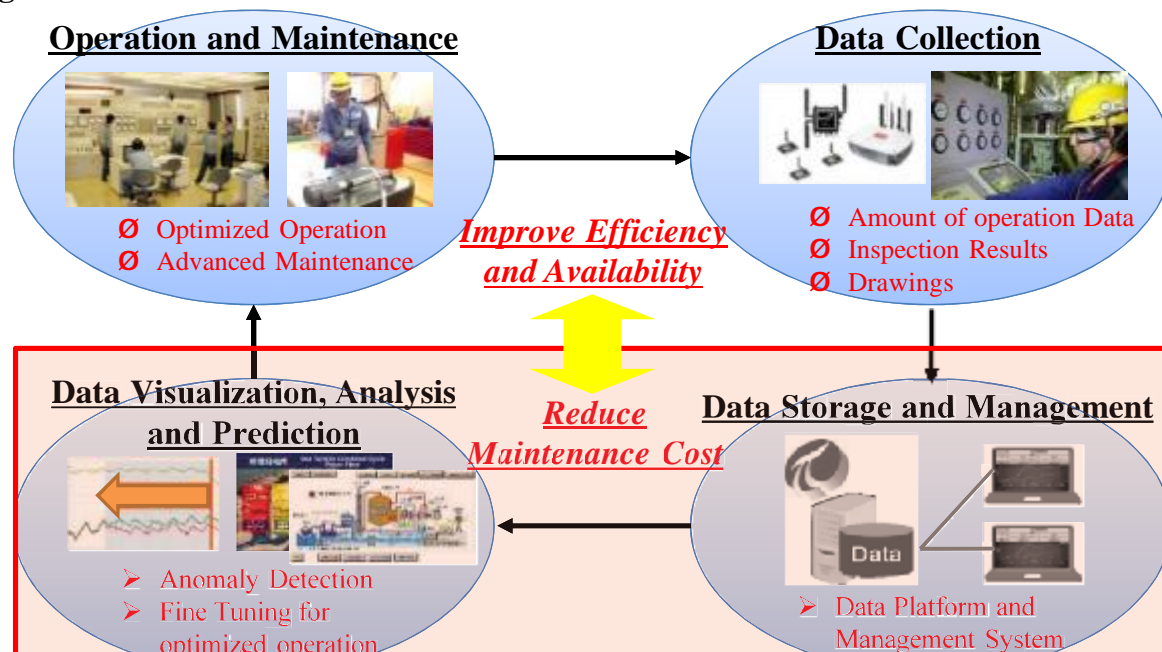 Operation and Maintenance
Ø Optimized Operation
Ø Advanced Maintenance
Data Collection
Ø Amount of operation Data
Ø Inspection Results
Ø Drawings
Improve Efficiency
and Availability
Reduce
Maintenance Cost
Data Visualization, Analysis
and Prediction
➢ Anomaly Detection
➢ Fine Tuning for
optimized operation
Data Storage and Management
Data
➢ Data Platform and
Management System